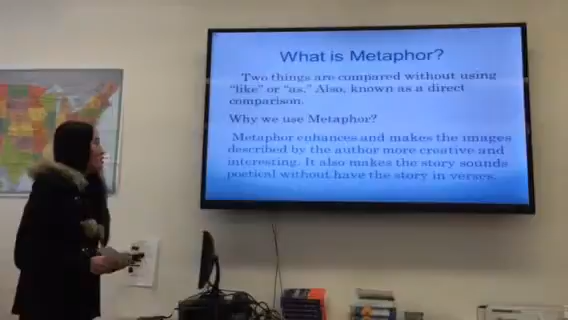 What is Metaphor?
Two things are compared without using
"like" or "as." Also, known as a direct
comparison.
Why we use Metaphor?
Metaphor enhances and makes the images
described by the author more creative and
interesting. It also makes the story sounds
poetical without have the story in verses.